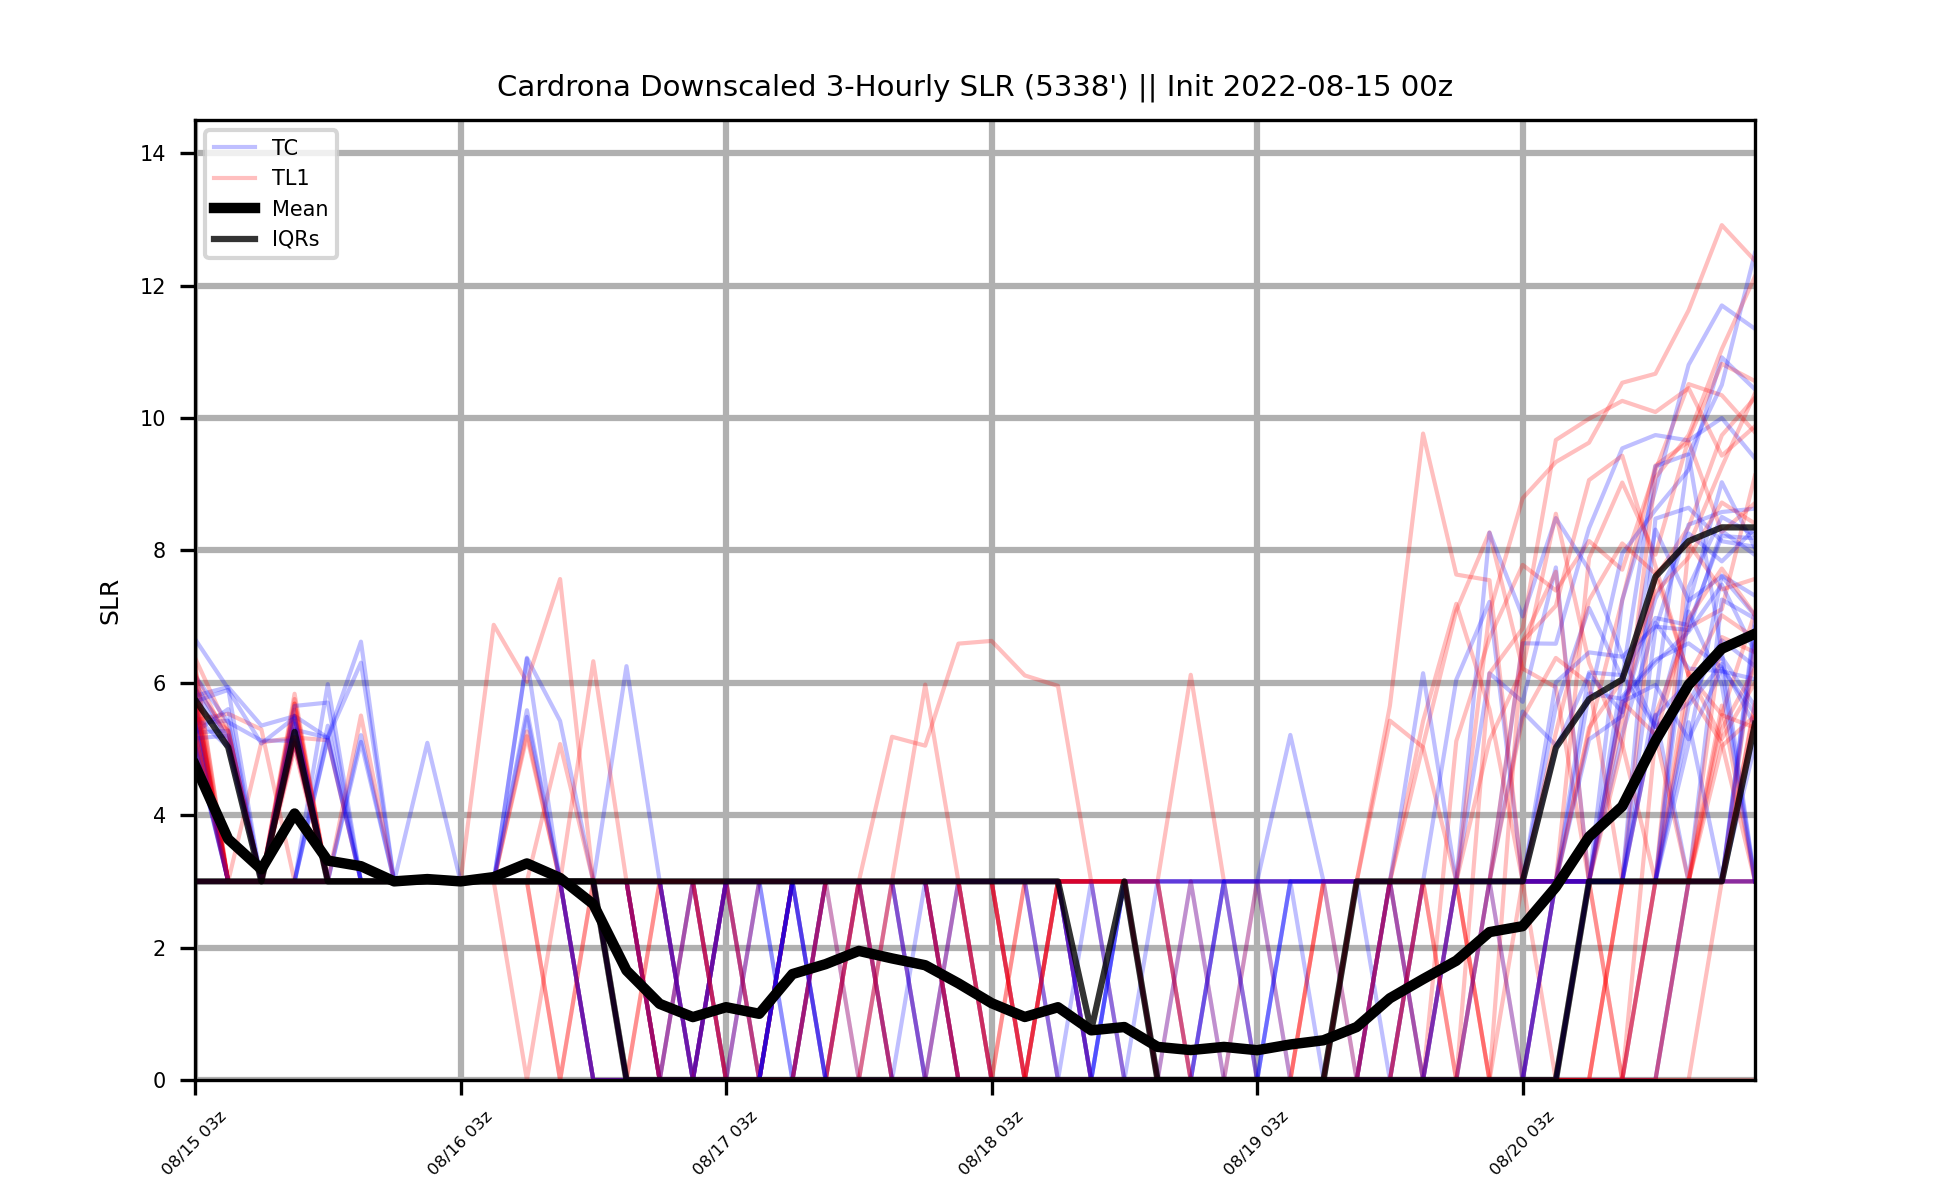 Cardrona Downscaled 3-Hourly SLR (5338') || Init 2022-08-15 00z
TC
TL1
Mean
IQRs
14
12
10
8
6
4
2
0
SLR
08/15 03z
08/16 03z
08/17 03z
08/18 03z
08/19 03z
08/20 03z